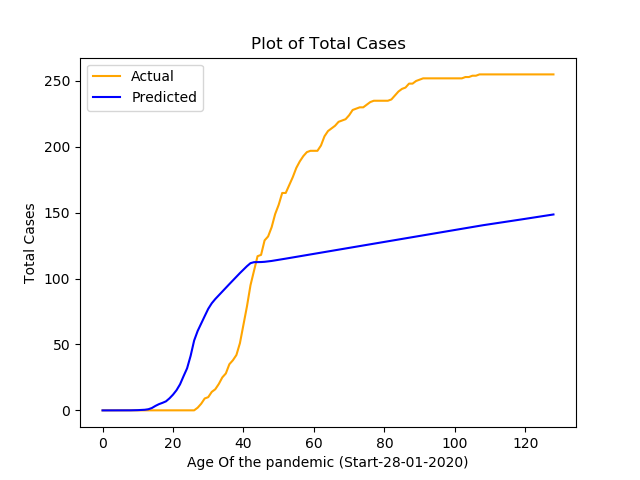 Plot of Total Cases
Actual
Predicted
250
200
150
100
50
0
Total Cases
0 20 40 60 80 100 120
Age Of the pandemic (Start-28-01-2020)